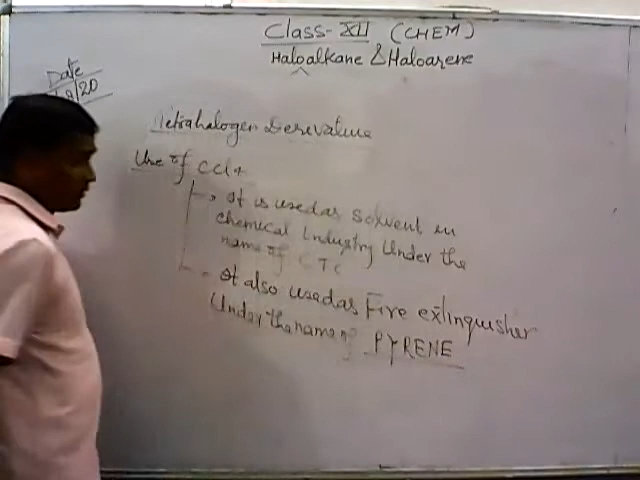 Class-XII (CHEM)
Haloalkane & Haloarene
Date
/20
Tetrahalogen Derevative
Use of CCl4
It is used as Solvent in
chemical Industry Under the
name of CTC
It also used as Fire extinguisher
Under the name of PYRENE